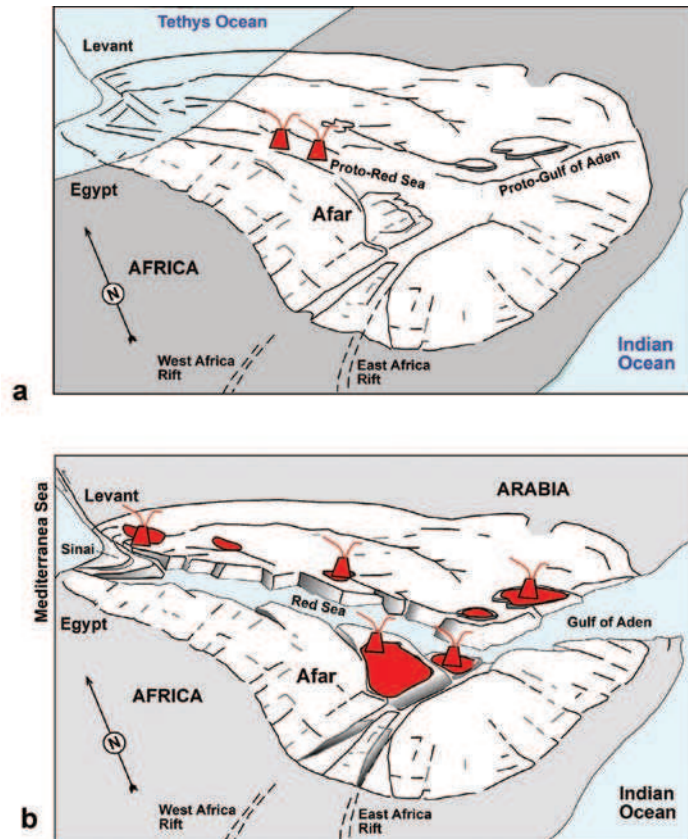 Tethys Ocean
Levant
Proto-Red Sea
Proto-Gulf of Aden
Egypt
Afar
AFRICA
N
West Africa
Rift
East Africa
Rift
Indian
Ocean
a
Mediterranea Sea
Levant
ARABIA
Sinai
Red Sea
Gulf of Aden
Egypt
Afar
AFRICA
N
West Africa
Rift
East Africa
Rift
Indian
Ocean
b